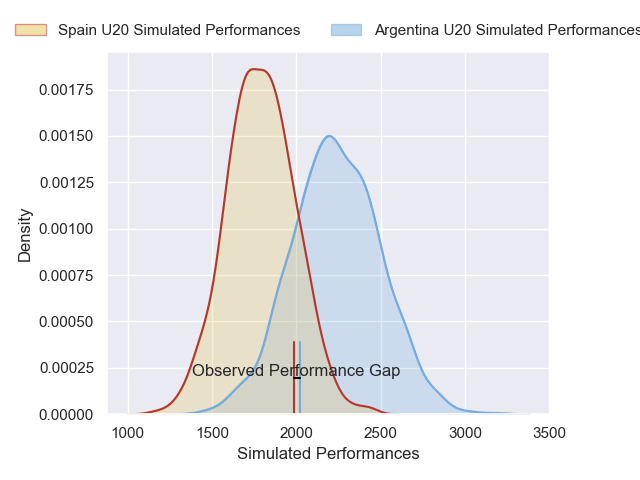 Spain U20 Simulated Performances
Argentina U20 Simulated Performances
0.00175
0.00150
0.00125
0.00100
0.00075
0.00050
0.00025
0.00000
Density
Observed Performance Gap
1000 1500 2000 2500 3000 3500
Simulated Performances